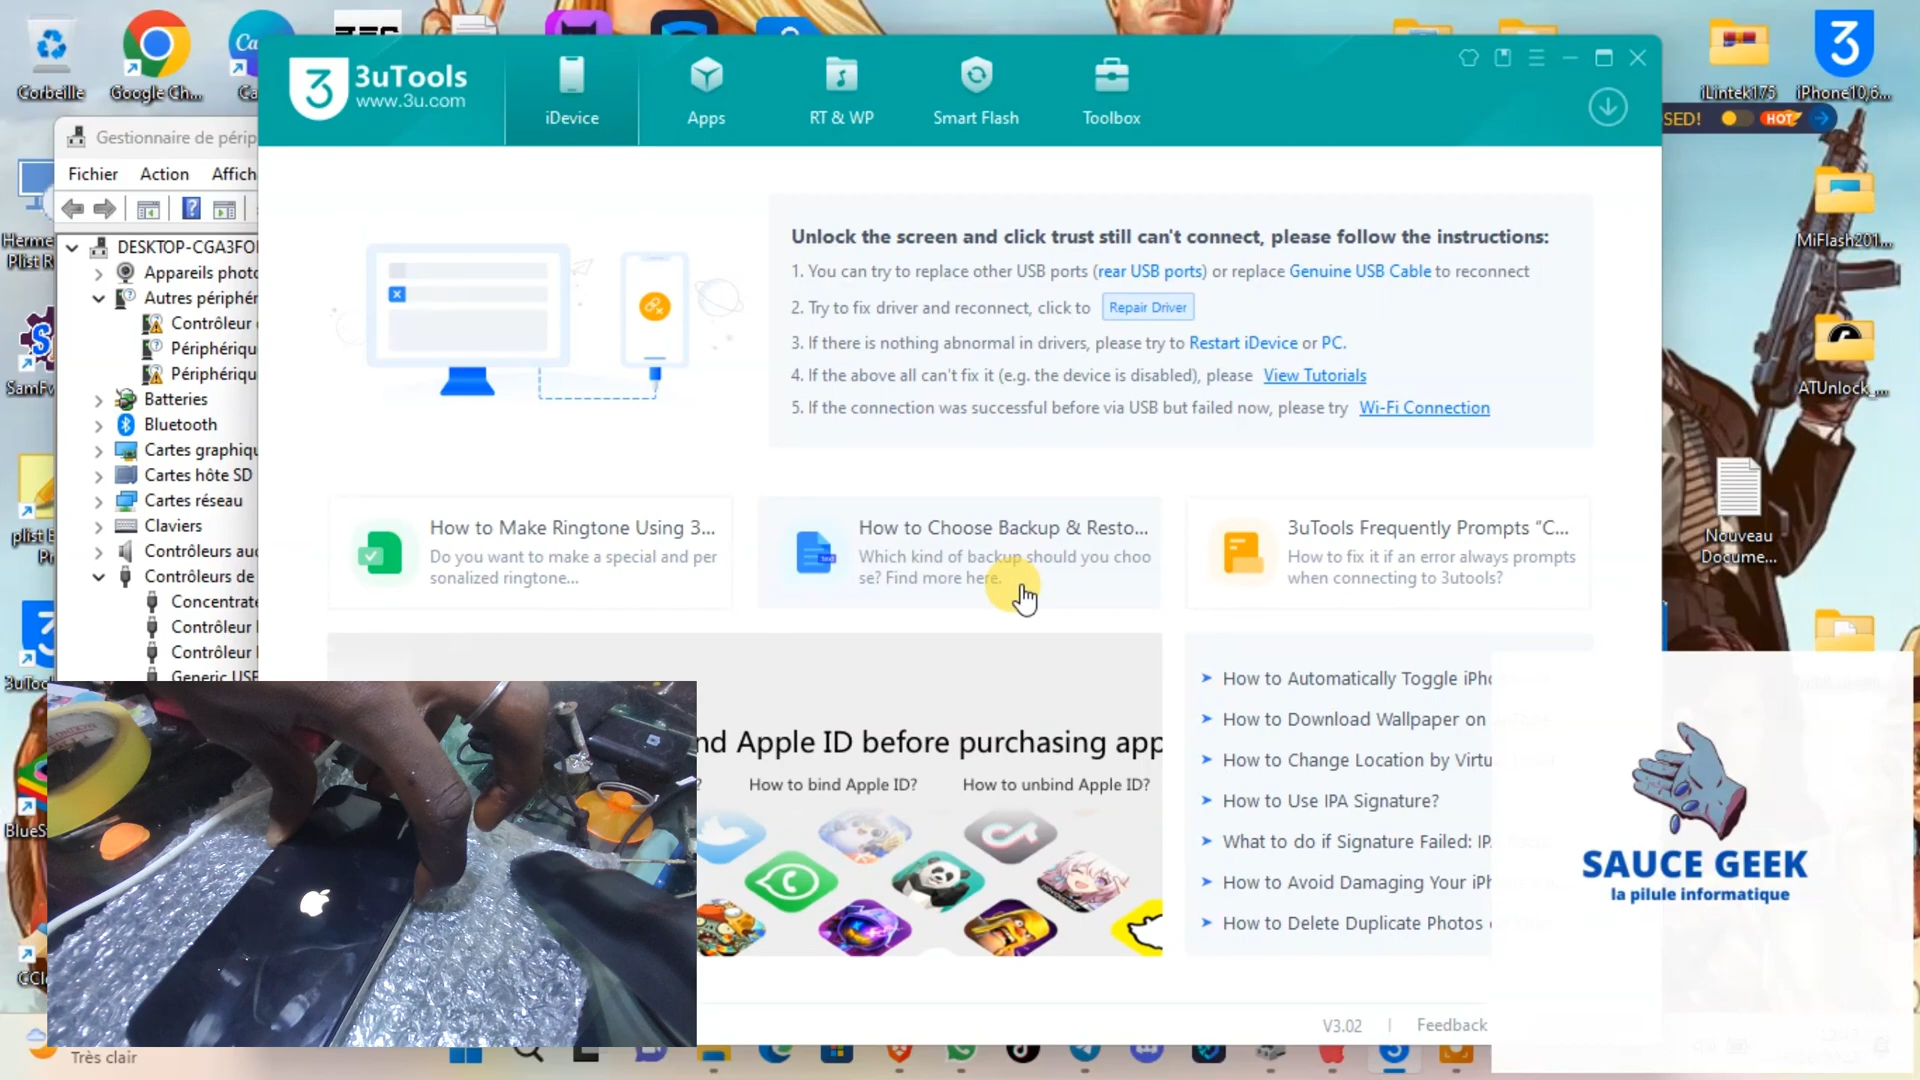 Corbeille
Google Ch...
Ca
3uTools
www.3u.com
iDevice
Apps
RT & WP
Smart Flash
Toolbox
iLintek175
iPhone10,6...
SED!
HOT
Gestionnaire de périp
Fichier Action Affich
DESKTOP-CGA3FO
Appareils photo
Autres périphér
Contrôleur
Périphériqu
Périphériqu
Batteries
Bluetooth
Cartes graphiqu
Cartes hôte SD
Cartes réseau
Claviers
Contrôleurs au
Contrôleurs de
Concentrate
Contrôleur
Contrôleur
Generic USB
Unlock the screen and click trust still can't connect, please follow the instructions:
1. You can try to replace other USB ports (rear USB ports) or replace Genuine USB Cable to reconnect
2. Try to fix driver and reconnect, click to Repair Driver
3. If there is nothing abnormal in drivers, please try to Restart iDevice or PC.
4. If the above all can't fix it (e.g. the device is disabled), please View Tutorials
5. If the connection was successful before via USB but failed now, please try Wi-Fi Connection
How to Make Ringtone Using 3...
Do you want to make a special and per
sonalized ringtone...
How to Choose Backup & Resto...
Which kind of backup should you choo
se? Find more here.
3uTools Frequently Prompts “C...
How to fix it if an error always prompts
when connecting to 3utools?
nd Apple ID before purchasing app
How to bind Apple ID?
How to unbind Apple ID?
How to Automatically Toggle iPho
How to Download Wallpaper on
How to Change Location by Virtu
How to Use IPA Signature?
What to do if Signature Failed: IP
How to Avoid Damaging Your iPh
How to Delete Duplicate Photos
V3.02 | Feedback
MiFlash201...
ATUnlock_...
Nouveau
Docume...
Herme
Plist R
SamFw
plist E
Pr
3uToo
BlueS
Très clair
SAUCE GEEK
la pilule informatique